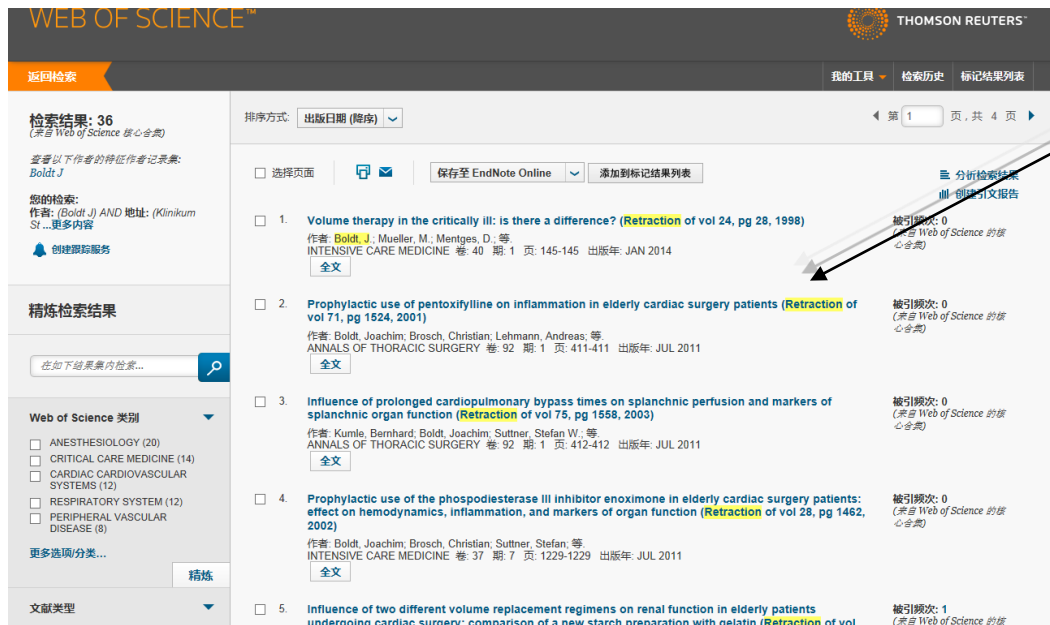 WEB OF SCIENCE™
THOMSON REUTERS™
返回检索
我的工具 检索历史 标记结果列表
检索结果: 36
(来自 Web of Science 核心合集)
查看以下作者的特征作者记录集:
Boldt J
您的检索:
作者: (Boldt J) AND 地址: (Klinikum
St ...更多内容
创建跟踪服务
精炼检索结果
在如下结果集内检索...
Web of Science 类别
ANESTHESIOLOGY (20)
CRITICAL CARE MEDICINE (14)
CARDIAC CARDIOVASCULAR
SYSTEMS (12)
RESPIRATORY SYSTEM (12)
PERIPHERAL VASCULAR
DISEASE (8)
更多选项/分类...
精炼
文献类型
排序方式: 出版日期 (降序)
第 1 页 , 共 4 页
选择页面
保存至 EndNote Online
添加到标记结果列表
分析检索结果
创建引文报告
1. Volume therapy in the critically ill: is there a difference? (Retraction of vol 24, pg 28, 1998)
作者: Boldt, J.; Mueller, M.; Mentges, D.; 等.
INTENSIVE CARE MEDICINE 卷: 40 期: 1 页: 145-145 出版年: JAN 2014
全文
被引频次: 0
(来自 Web of Science 的核
心合集)
2. Prophylactic use of pentoxifylline on inflammation in elderly cardiac surgery patients (Retraction of
vol 71, pg 1524, 2001)
作者: Boldt, Joachim; Brosch, Christian; Lehmann, Andreas; 等.
ANNALS OF THORACIC SURGERY 卷: 92 期: 1 页: 411-411 出版年: JUL 2011
全文
被引频次: 0
(来自 Web of Science 的核
心合集)
3. Influence of prolonged cardiopulmonary bypass times on splanchnic perfusion and markers of
splanchnic organ function (Retraction of vol 75, pg 1558, 2003)
作者: Kumle, Bernhard; Boldt, Joachim; Suttner, Stefan W.; 等.
ANNALS OF THORACIC SURGERY 卷: 92 期: 1 页: 412-412 出版年: JUL 2011
全文
被引频次: 0
(来自 Web of Science 的核
心合集)
4. Prophylactic use of the phospodiesterase III inhibitor enoximone in elderly cardiac surgery patients:
effect on hemodynamics, inflammation, and markers of organ function (Retraction of vol 28, pg 1462,
2002)
作者: Boldt, Joachim; Brosch, Christian; Suttner, Stefan; 等.
INTENSIVE CARE MEDICINE 卷: 37 期: 7 页: 1229-1229 出版年: JUL 2011
全文
被引频次: 0
(来自 Web of Science 的核
心合集)
5. Influence of two different volume replacement regimens on renal function in elderly patients
undergoing cardiac surgery: comparison of a new starch preparation with gelatin (Retraction of vol
被引频次: 1
(来自 Web of Science 的核